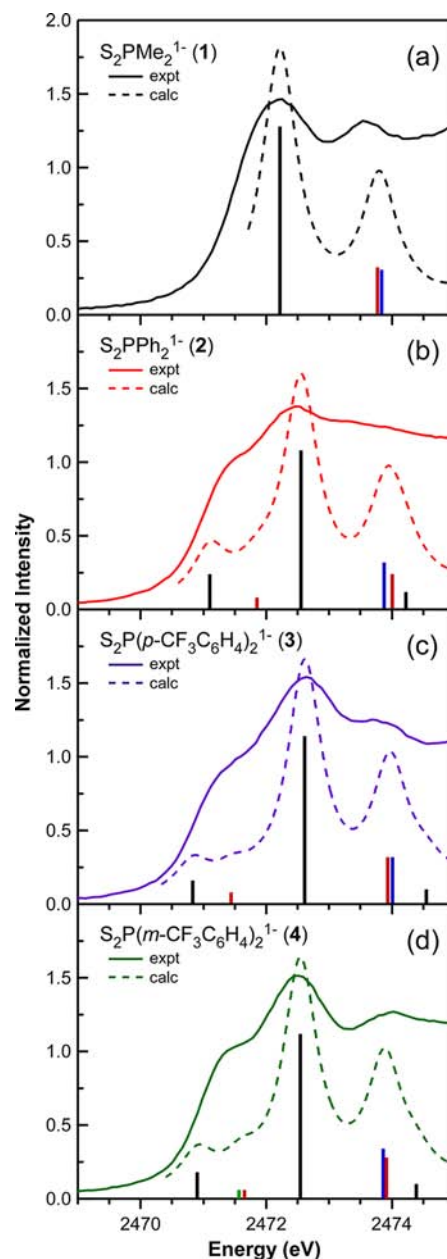 S₂PMe₂¹⁻ (1)
expt
calc
(a)
2.0
1.5
1.0
0.5
0.0
S₂PPh₂¹⁻ (2)
expt
calc
(b)
1.5
1.0
0.5
0.0
S₂P(p-CF₃C₆H₄)₂¹⁻ (3)
expt
calc
(c)
1.5
1.0
0.5
0.0
S₂P(m-CF₃C₆H₄)₂¹⁻ (4)
expt
calc
(d)
1.5
1.0
0.5
0.0
Normalized Intensity
2470
2472
2474
Energy (eV)